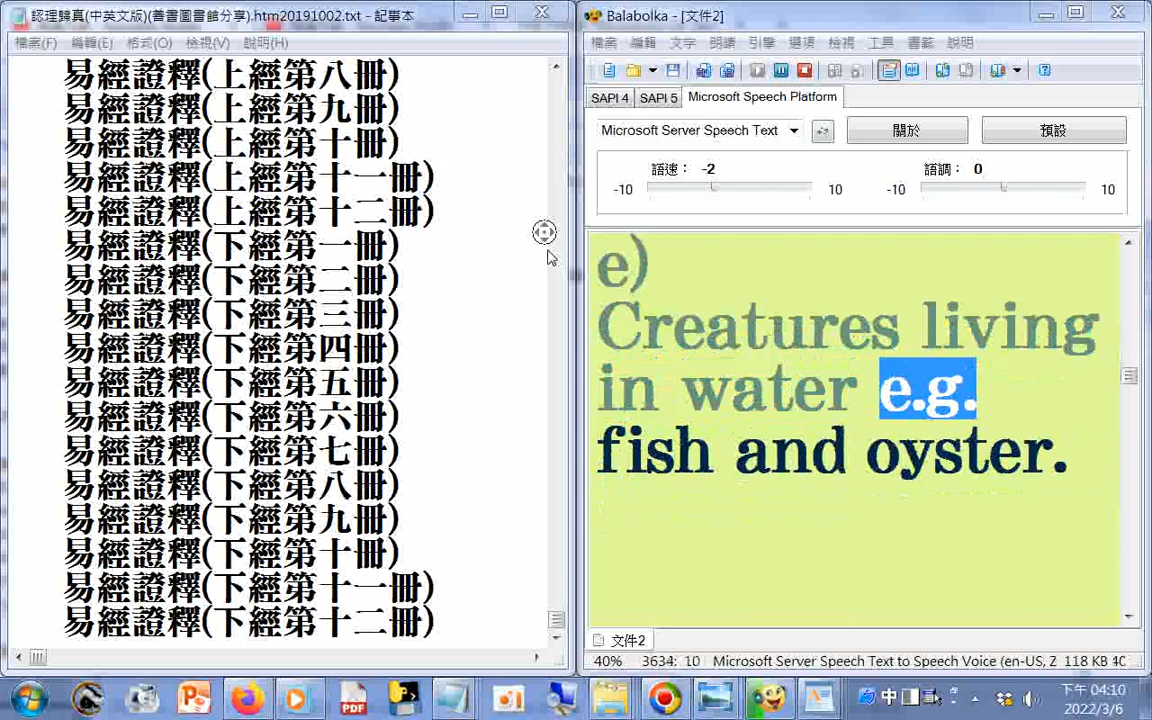 認理歸真(中英文版)(善書圖書館分享).htm20191002.txt - 記事本
檔案(F) 編輯(E) 格式(O) 檢視(V) 說明(H)
易經證釋(上經第八冊)
易經證釋(上經第九冊)
易經證釋(上經第十冊)
易經證釋(上經第十一冊)
易經證釋(上經第十二冊)
易經證釋(下經第一冊)
易經證釋(下經第二冊)
易經證釋(下經第三冊)
易經證釋(下經第四冊)
易經證釋(下經第五冊)
易經證釋(下經第六冊)
易經證釋(下經第七冊)
易經證釋(下經第八冊)
易經證釋(下經第九冊)
易經證釋(下經第十冊)
易經證釋(下經第十一冊)
易經證釋(下經第十二冊)
Balabolka - [文件2]
檔案 編輯 文字 朗讀 引擎 選項 檢視 工具 書籤 說明
SAPI 4 SAPI 5 Microsoft Speech Platform
Microsoft Server Speech Text 關於 預設
語速： -2 語調： 0
-10 10 -10 10
e)
Creatures living
in water e.g.
fish and oyster.
文件2
40% 3634: 10 Microsoft Server Speech Text to Speech Voice (en-US, Z 118 KB 4C
中 下午 04:10
2022/3/6